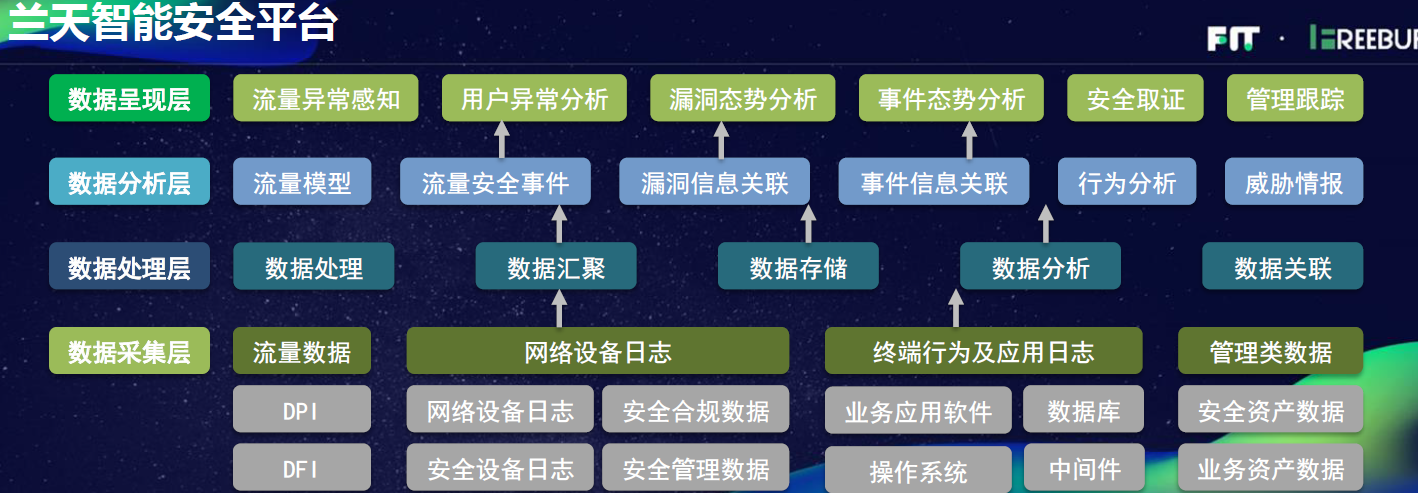 兰天智能安全平台
FIT · FREEBUF
数据呈现层 流量异常感知 用户异常分析 漏洞态势分析 事件态势分析 安全取证 管理跟踪
数据分析层 流量模型 流量安全事件 漏洞信息关联 事件信息关联 行为分析 威胁情报
数据处理层 数据处理 数据汇聚 数据存储 数据分析 数据关联
数据采集层 流量数据 网络设备日志 终端行为及应用日志 管理类数据
DPI 网络设备日志 安全合规数据 业务应用软件 数据库 安全资产数据
DFI 安全设备日志 安全管理数据 操作系统 中间件 业务资产数据